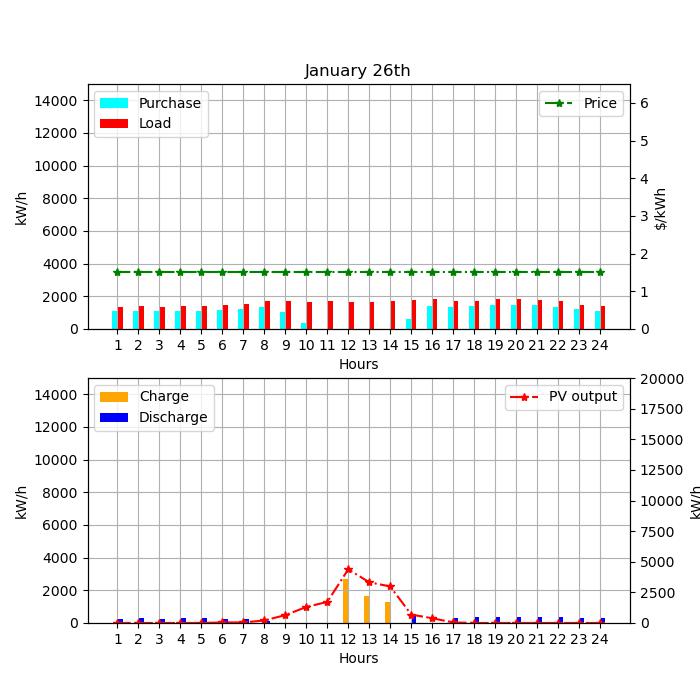 January 26th
Purchase
Load
Price
14000
12000
10000
8000
6000
4000
2000
0
kW/h
6
5
4
3
2
1
0
$/kWh
1 2 3 4 5 6 7 8 9 10 11 12 13 14 15 16 17 18 19 20 21 22 23 24
Hours
Charge
Discharge
PV output
14000
12000
10000
8000
6000
4000
2000
0
kW/h
20000
17500
15000
12500
10000
7500
5000
2500
0
kW/h
1 2 3 4 5 6 7 8 9 10 11 12 13 14 15 16 17 18 19 20 21 22 23 24
Hours